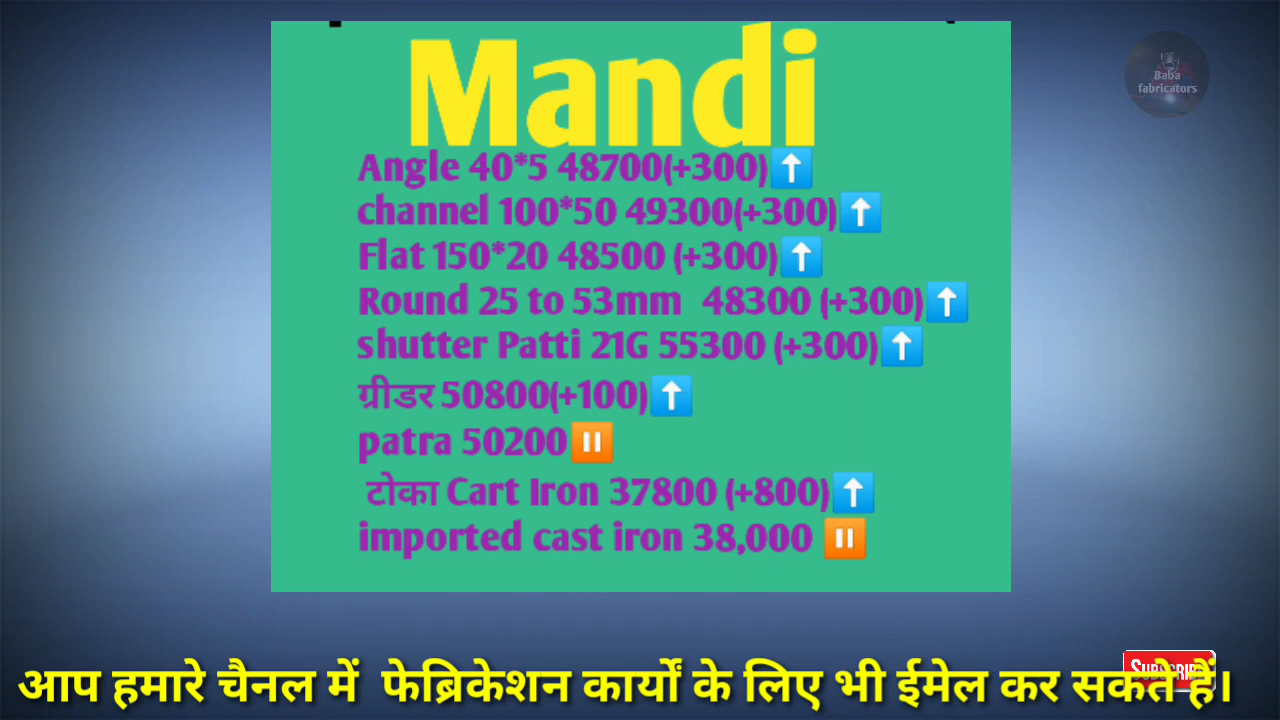 Mandi
Baba
fabricators
Angle 40*5 48700(+300)⬆️
channel 100*50 49300(+300)⬆️
Flat 150*20 48500 (+300)⬆️
Round 25 to 53mm 48300 (+300)⬆️
shutter Patti 21G 55300 (+300)⬆️
ग्रीडर 50800(+100)⬆️
patra 50200⏸️
टोका Cart Iron 37800 (+800)⬆️
imported cast iron 38,000 ⏸️
SUBSCRIBE
आप हमारे चैनल में फेब्रिकेशन कार्यों के लिए भी ईमेल कर सकते हैं।